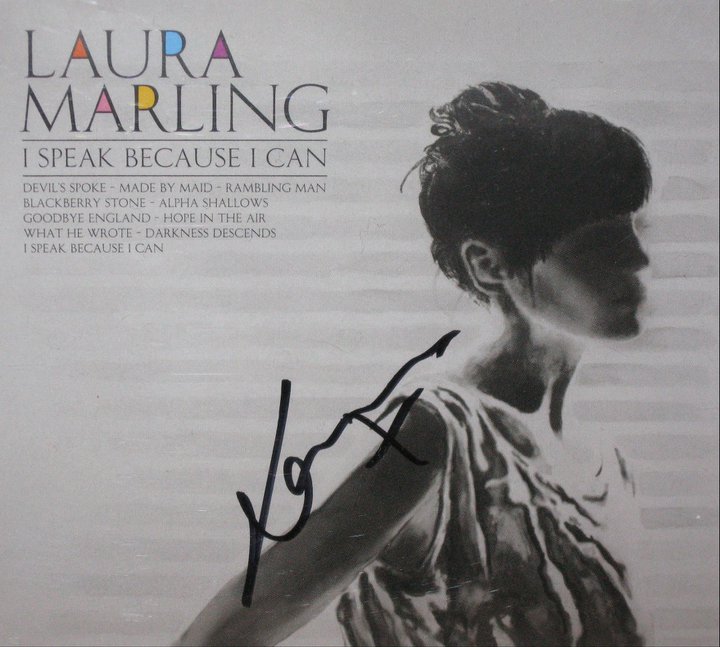 LAURA
MARLING
I SPEAK BECAUSE I CAN
DEVIL'S SPOKE - MADE BY MAID - RAMBLING MAN
BLACKBERRY STONE - ALPHA SHALLOWS
GOODBYE ENGLAND - HOPE IN THE AIR
WHAT HE WROTE - DARKNESS DESCENDS
I SPEAK BECAUSE I CAN